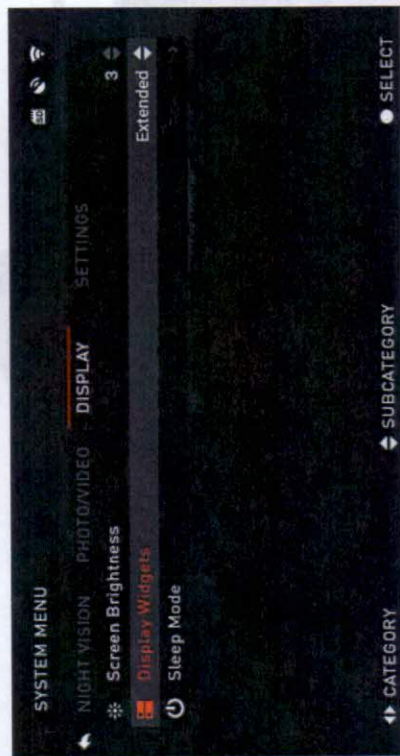 SYSTEM MENU
NIGHT VISION PHOTO/VIDEO DISPLAY SETTINGS
Screen Brightness 3
Display Widgets Extended
Sleep Mode
CATEGORY SUBCATEGORY SELECT